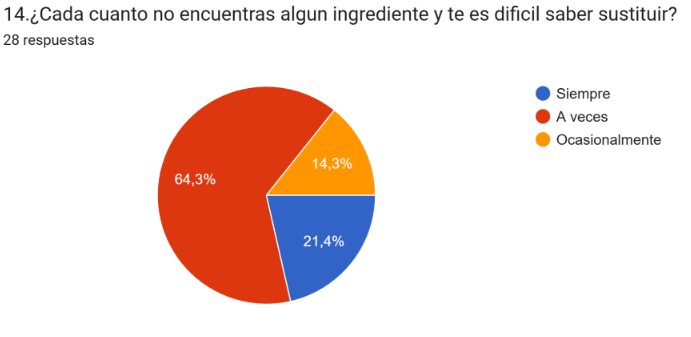 14.¿Cada cuanto no encuentras algun ingrediente y te es dificil saber sustituir?
28 respuestas
Siempre
A veces
Ocasionalmente
14,3%
64,3%
21,4%